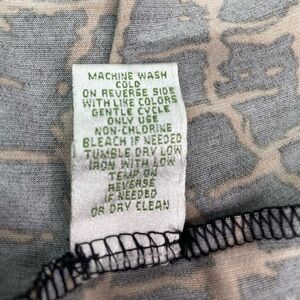 MACHINE WASH
COLD
ON REVERSE SIDE
WITH LIKE COLORS
GENTLE CYCLE
ONLY USE
NON-CHLORINE
BLEACH IF NEEDED
TUMBLE DRY LOW
IRON WITH LOW
TEMP ON
REVERSE
IF NEEDED
OR DAY CLEAN